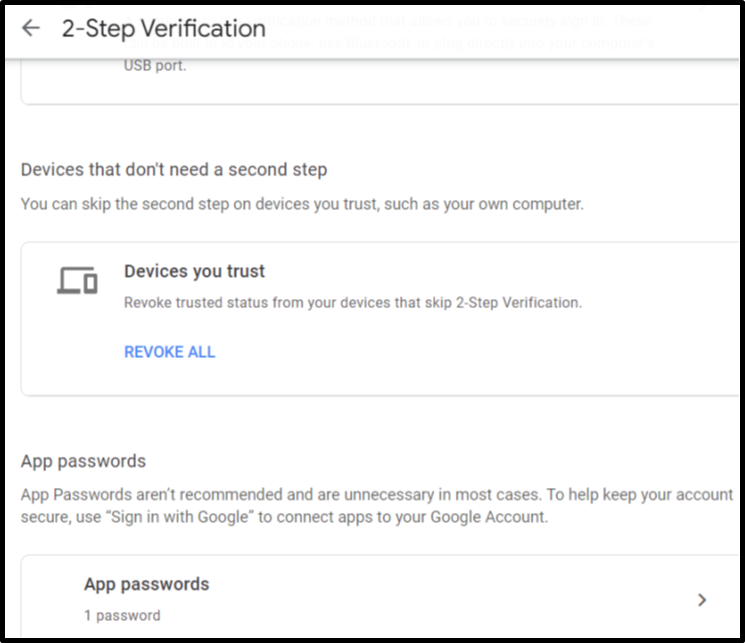 2-Step Verification
USB port.
Devices that don't need a second step
You can skip the second step on devices you trust, such as your own computer.
Devices you trust
Revoke trusted status from your devices that skip 2-Step Verification.
REVOKE ALL
App passwords
App Passwords aren’t recommended and are unnecessary in most cases. To help keep your account
secure, use “Sign in with Google” to connect apps to your Google Account.
App passwords
1 password